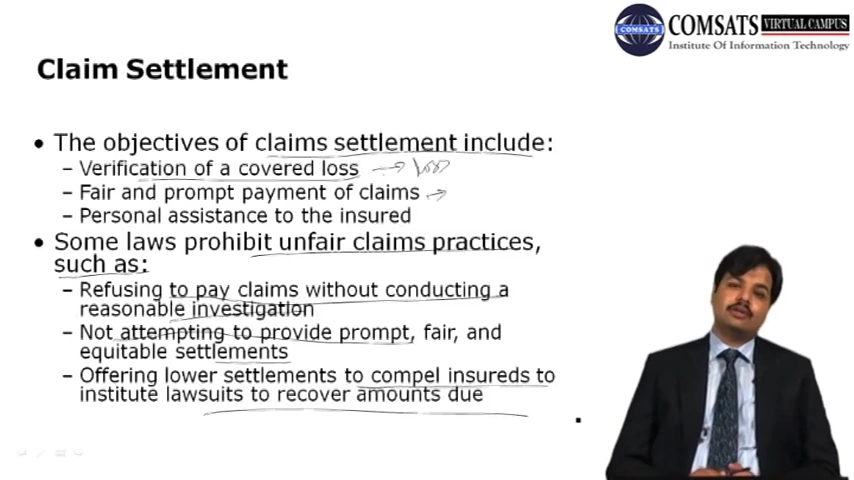 COMSATS VIRTUAL CAMPUS
COMSATS
Institute Of Information Technology
Claim Settlement
• The objectives of claims settlement include:
– Verification of a covered loss → loss
– Fair and prompt payment of claims →
– Personal assistance to the insured
• Some laws prohibit unfair claims practices,
such as:
– Refusing to pay claims without conducting a
reasonable investigation
– Not attempting to provide prompt, fair, and
equitable settlements
– Offering lower settlements to compel insureds to
institute lawsuits to recover amounts due